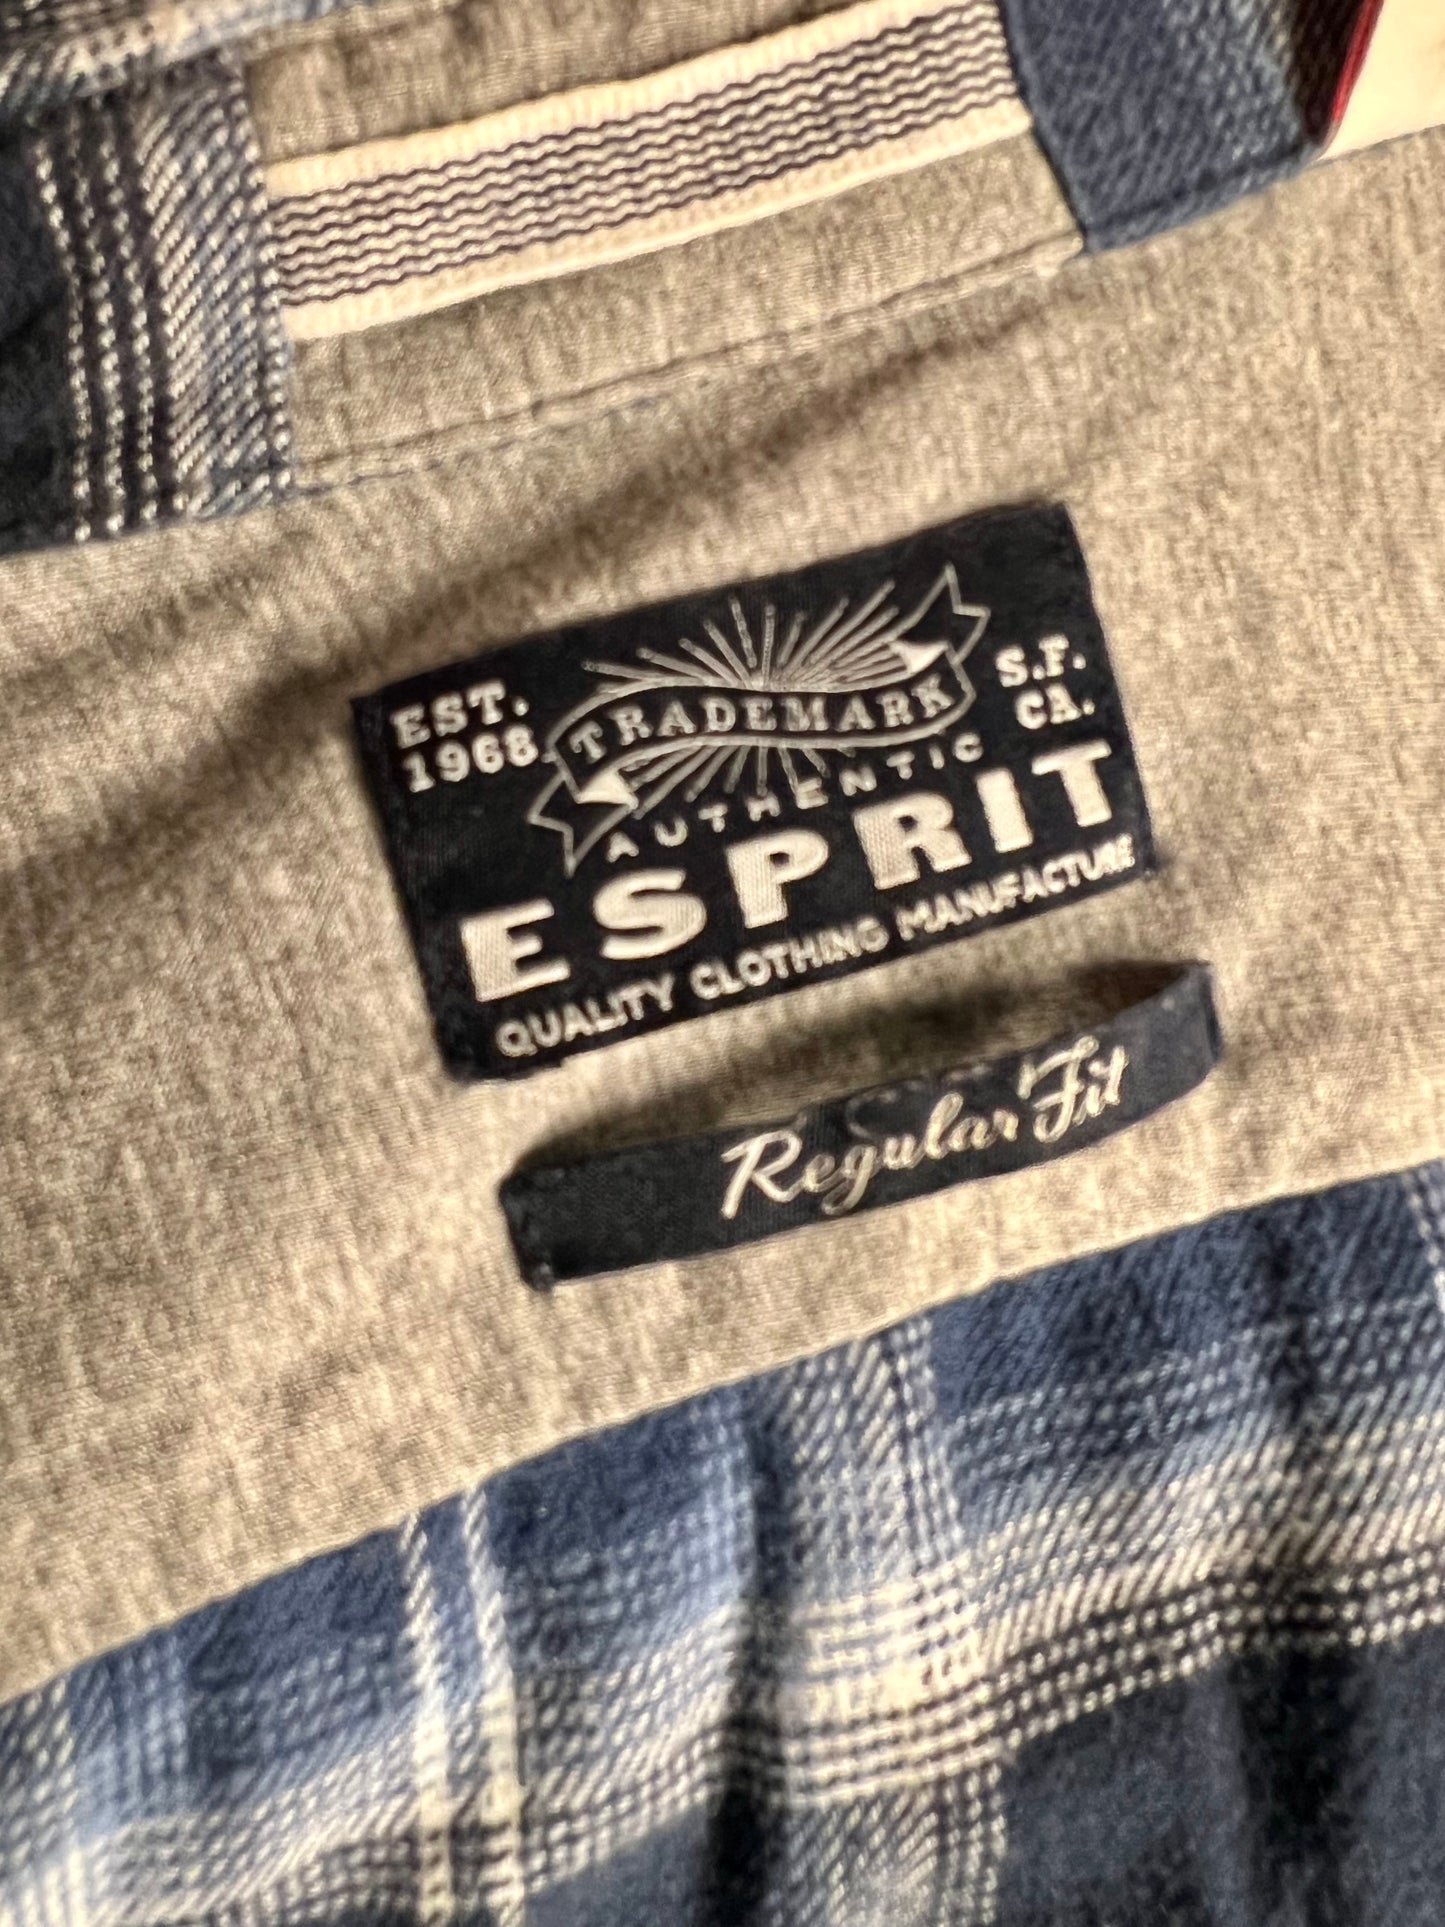 EST.
1968
S.F.
CA.
TRADEMARK
AUTHENTIC
ESPRIT
QUALITY CLOTHING MANUFACTURE
Regular Fit